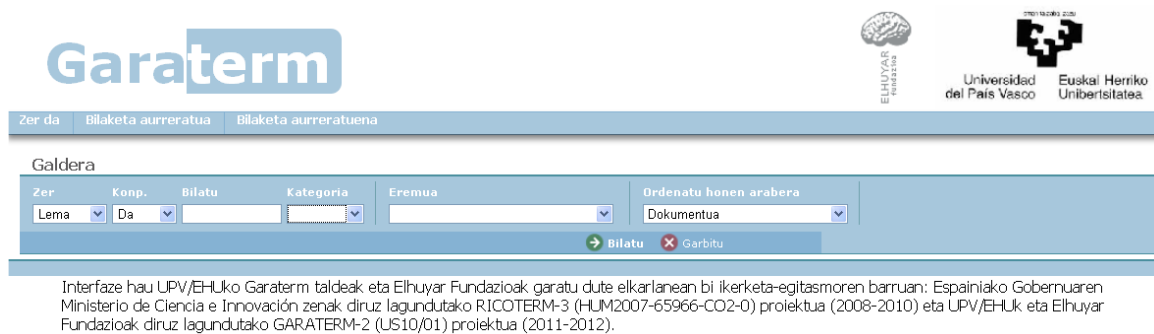 Garaterm
ELHUYAR
fundazioa
Universidad
del País Vasco
Euskal Herriko
Unibertsitatea
Zer da Bilaketa aurreratua Bilaketa aurreratuena
Galdera
Zer Konp. Bilatu Kategoria Eremua Ordenatu honen arabera
Lema Da Dokumentua
Bilatu Garbitu
Interfaze hau UPV/EHUko Garaterm taldeak eta Elhuyar Fundazioak garatu dute elkarlanean bi ikerketa-egitasmoren barruan: Espainiako Gobernuaren
Ministerio de Ciencia e Innovación zenak diruz lagundutako RICOTERM-3 (HUM2007-65966-CO2-0) proiektua (2008-2010) eta UPV/EHUk eta Elhuyar
Fundazioak diruz lagundutako GARATERM-2 (US10/01) proiektua (2011-2012).